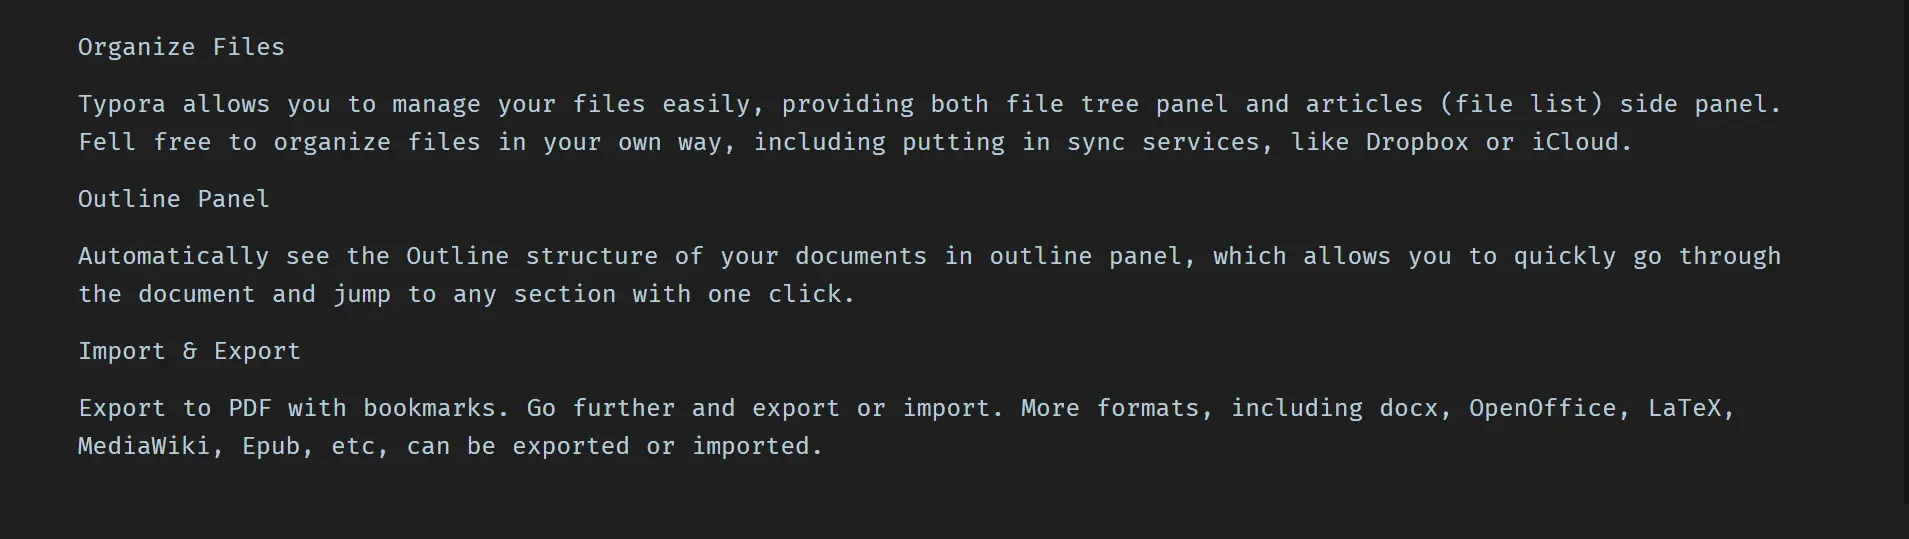 Organize Files
Typora allows you to manage your files easily, providing both file tree panel and articles (file list) side panel.
Fell free to organize files in your own way, including putting in sync services, like Dropbox or iCloud.
Outline Panel
Automatically see the Outline structure of your documents in outline panel, which allows you to quickly go through
the document and jump to any section with one click.
Import & Export
Export to PDF with bookmarks. Go further and export or import. More formats, including docx, OpenOffice, LaTeX,
MediaWiki, Epub, etc, can be exported or imported.